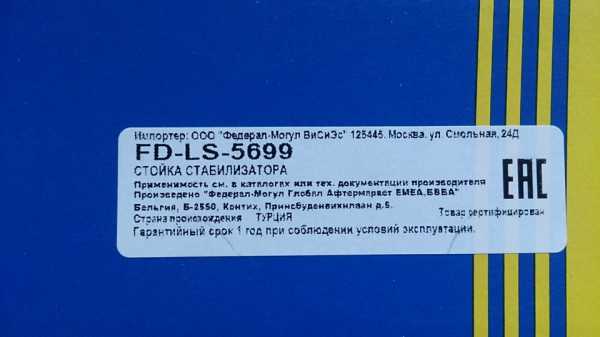 Импортер: ООО "Федерал-Могул ВиСиЭс" 125445, Москва, ул. Смольная, 24Д
FD-LS-5699
СТОЙКА СТАБИЛИЗАТОРА
Применимость см. в каталогах или тех. документации производителя
Произведено "Федерал-Могул Глобал Афтермаркет ЕМЕА,БВБА"
Бельгия, Б-2550, Контих, Принсбуденвихнлаан д.5.
Страна происхождения ТУРЦИЯ
Товар сертифицирован
Гарантийный срок 1 год при соблюдении условий эксплуатации.
EAC